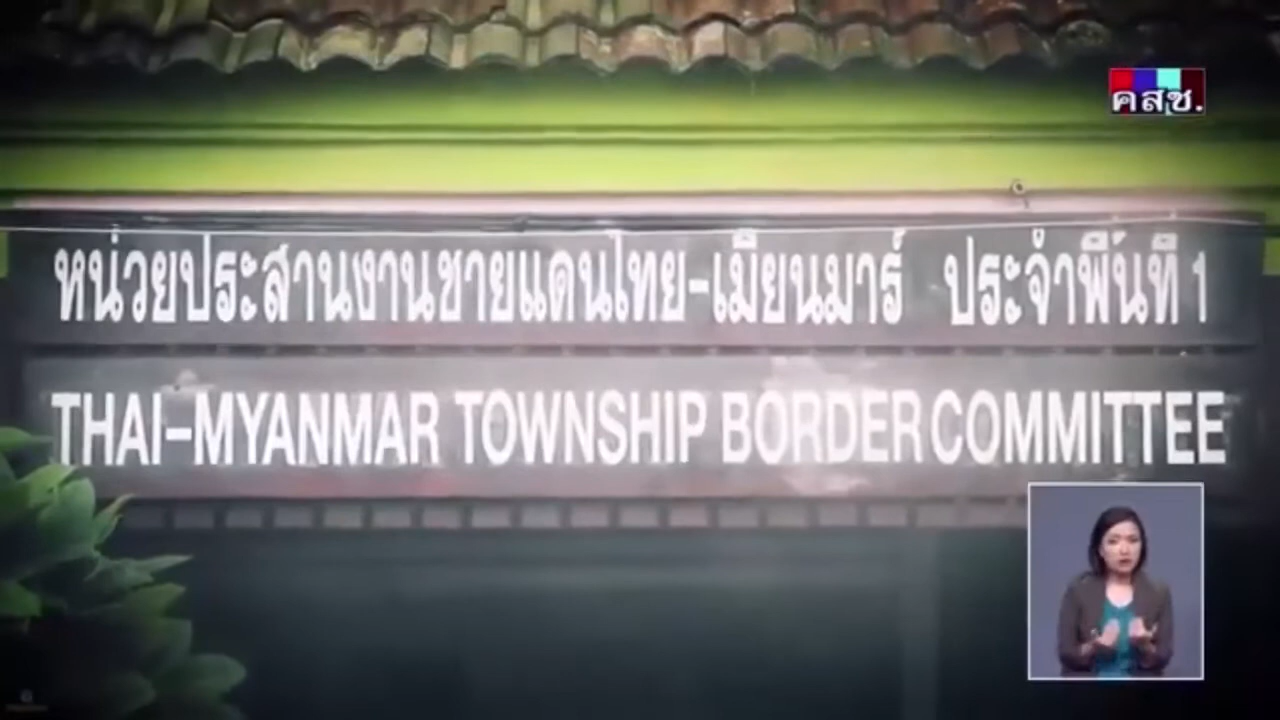 คสช.
หน่วยประสานงานชายแดนไทย-เมียนมาร์ ประจำพื้นที่ 1
THAI-MYANMAR TOWNSHIP BORDER COMMITTEE